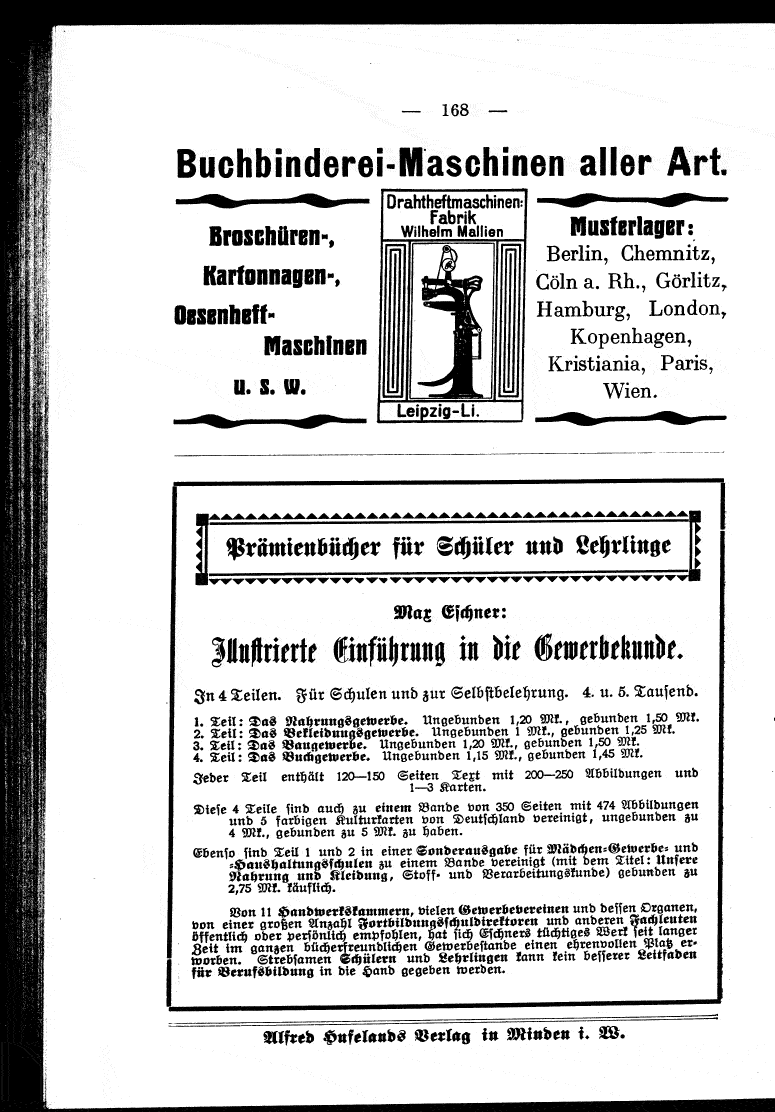 — 168 —
Buchbinderei-Maschinen aller Art.
Broschüren-,
Kartonnagen-,
Oesenheft-
Maschinen
u. s. w.
Drahtheftmaschinen:
Fabrik
Wilhelm Mallien
Leipzig-Li.
Musterlager:
Berlin, Chemnitz,
Cöln a. Rh., Görlitz,
Hamburg, London,
Kopenhagen,
Kristiania, Paris,
Wien.
Prämienbücher für Schüler und Lehrlinge
Max Eschner:
Illustrierte Einführung in die Gewerbekunde.
In 4 Teilen. Für Schulen und zur Selbstbelehrung. 4. u. 5. Tausend.
1. Teil: Das Nahrungsgewerbe. Ungebunden 1,20 Mk., gebunden 1,50 Mk.
2. Teil: Das Bekleidungsgewerbe. Ungebunden 1 Mk., gebunden 1,25 Mk.
3. Teil: Das Baugewerbe. Ungebunden 1,20 Mk., gebunden 1,50 Mk.
4. Teil: Das Buchgewerbe. Ungebunden 1,15 Mk., gebunden 1,45 Mk.
Jeder Teil enthält 120—150 Seiten Text mit 200—250 Abbildungen und
1—3 Karten.
Diese 4 Teile sind auch zu einem Bande von 350 Seiten mit 474 Abbildungen
und 5 farbigen Kulturkarten von Deutschland vereinigt, ungebunden zu
4 Mk., gebunden zu 5 Mk. zu haben.
Ebenso sind Teil 1 und 2 in einer Sonderausgabe für Mädchen-Gewerbe- und
-Haushaltungsschulen zu einem Bande vereinigt (mit dem Titel: Unsere
Nahrung und Kleidung, Stoff- und Verarbeitungskunde) gebunden zu
2,75 Mk. käuflich.
Von 11 Handwerkskammern, vielen Gewerbevereinen und dessen Organen,
von einer großen Anzahl Fortbildungsschuldirektoren und anderen Fachleuten
öffentlich oder persönlich empfohlen, hat sich Eschners tüchtiges Werk seit langer
Zeit im ganzen bücherfreundlichen Gewerbestande einen ehrenvollen Platz er-
worben. Strebsamen Schülern und Lehrlingen kann kein besserer Leitfaden
für Berufsbildung in die Hand gegeben werden.
Alfred Hufelands Verlag in Minden i. W.